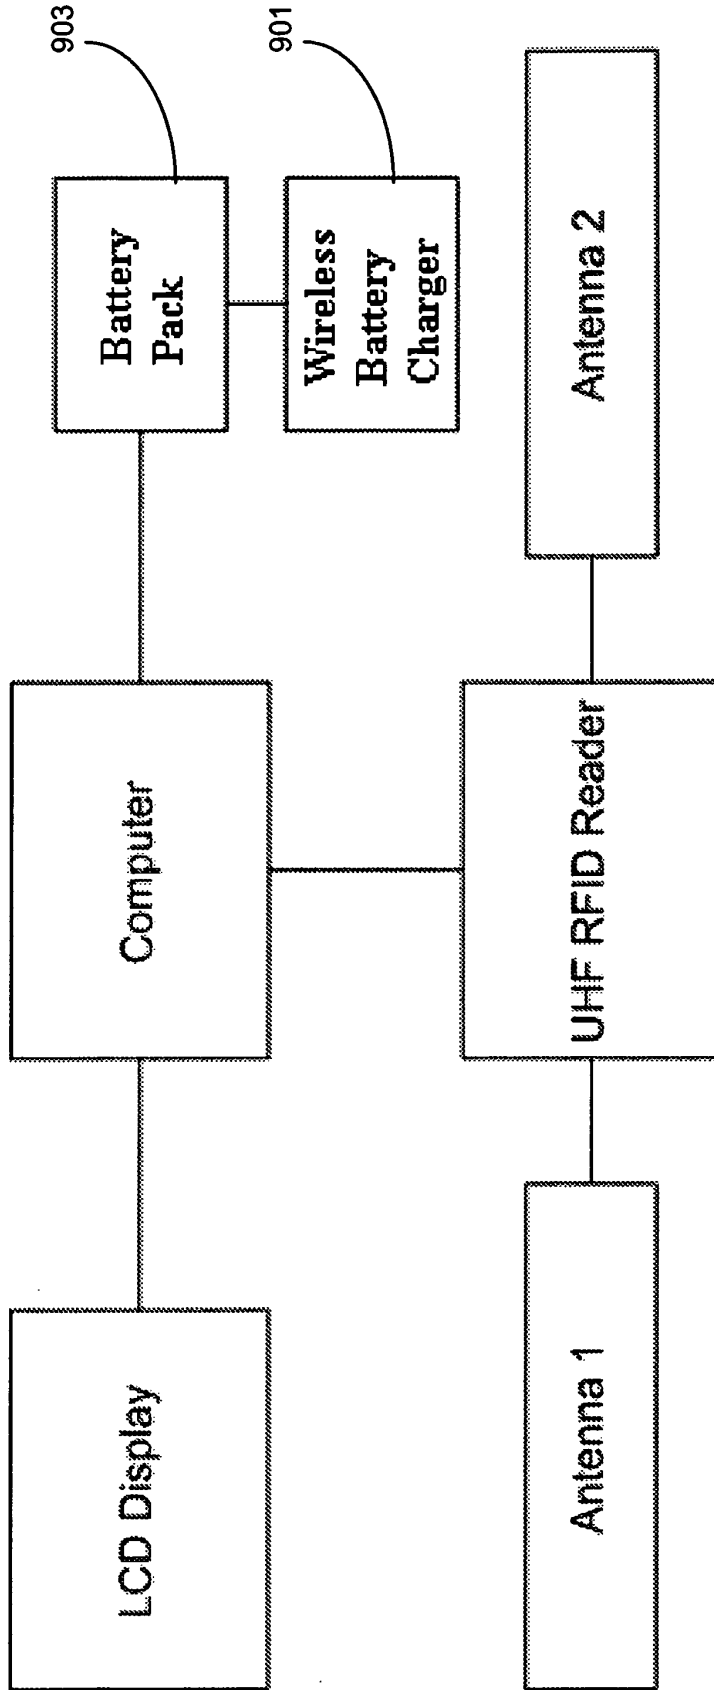 LCD Display
Computer
Battery
Pack
903
Wireless
Battery
Charger
901
Antenna 1
UHF RFID Reader
Antenna 2